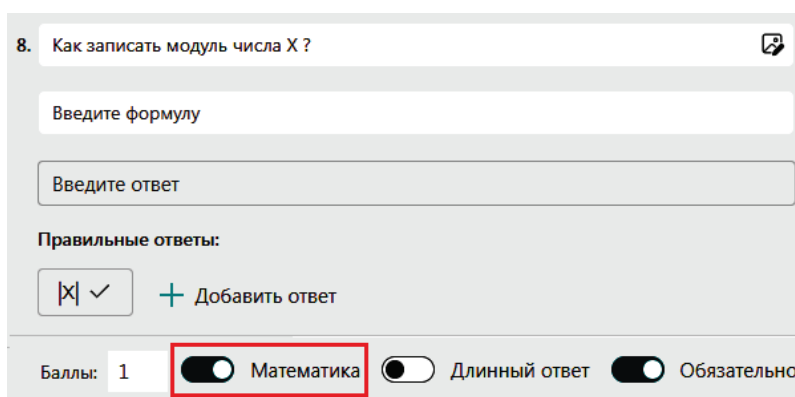 8. Как записать модуль числа X ?
Введите формулу
Введите ответ
Правильные ответы:
|X|
Добавить ответ
Баллы: 1 Математика Длинный ответ Обязательно